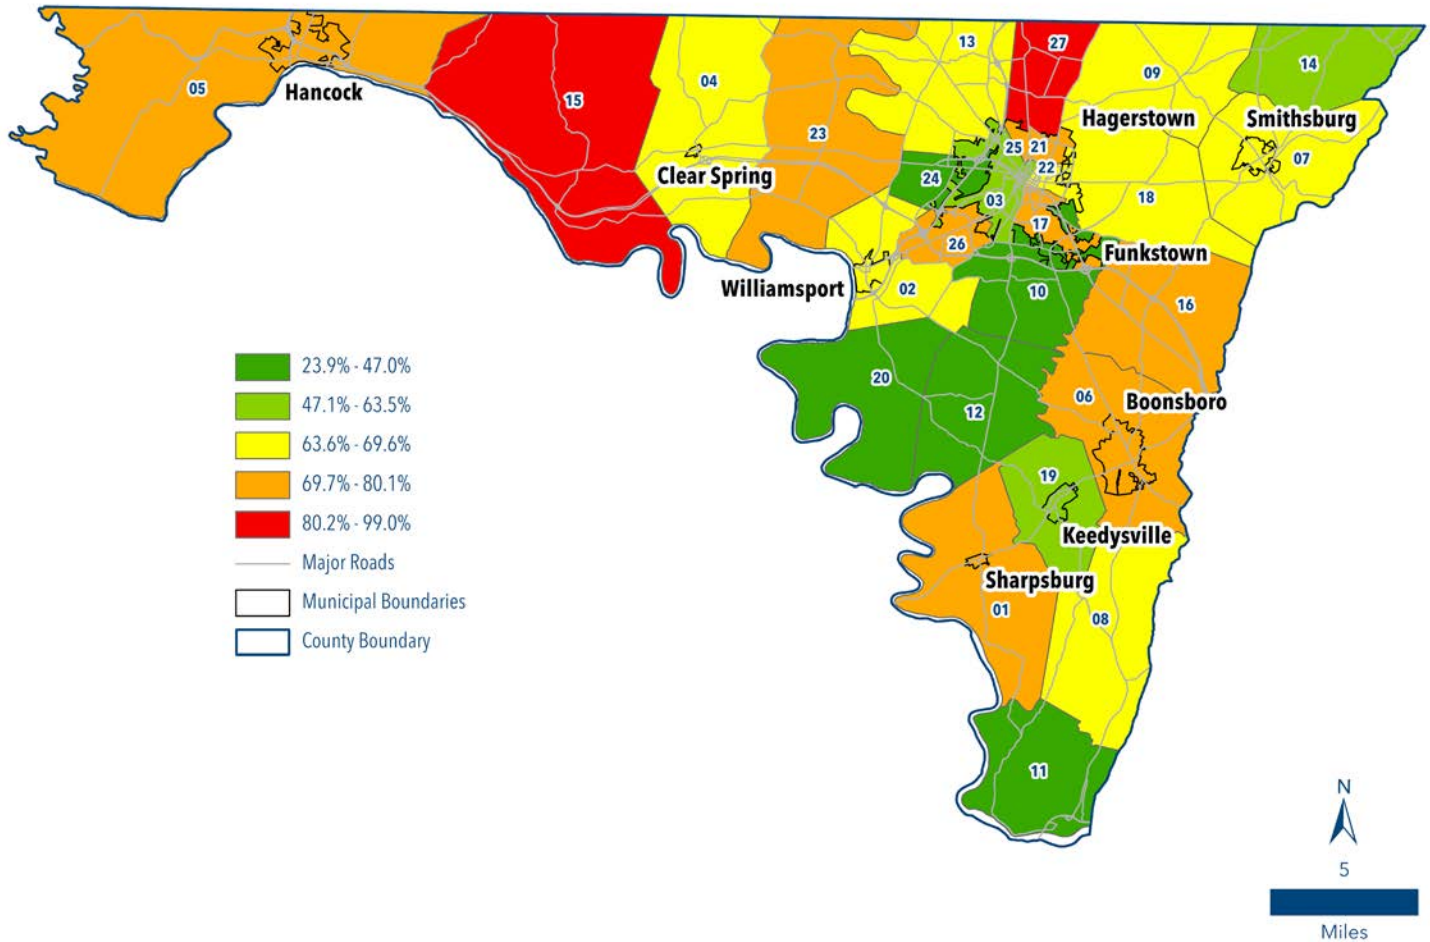 13
27
14
04
09
05
15
Hancock
Hagerstown
Smithsburg
23
25
21
07
22
Clear Spring
24
03
18
17
26
Funkstown
Williamsport
02
10
16
23.9% - 47.0%
20
06
Boonsboro
47.1% - 63.5%
12
63.6% - 69.6%
19
69.7% - 80.1%
80.2% - 99.0%
Keedysville
Major Roads
Sharpsburg
Municipal Boundaries
01
08
County Boundary
11
N
5
Miles